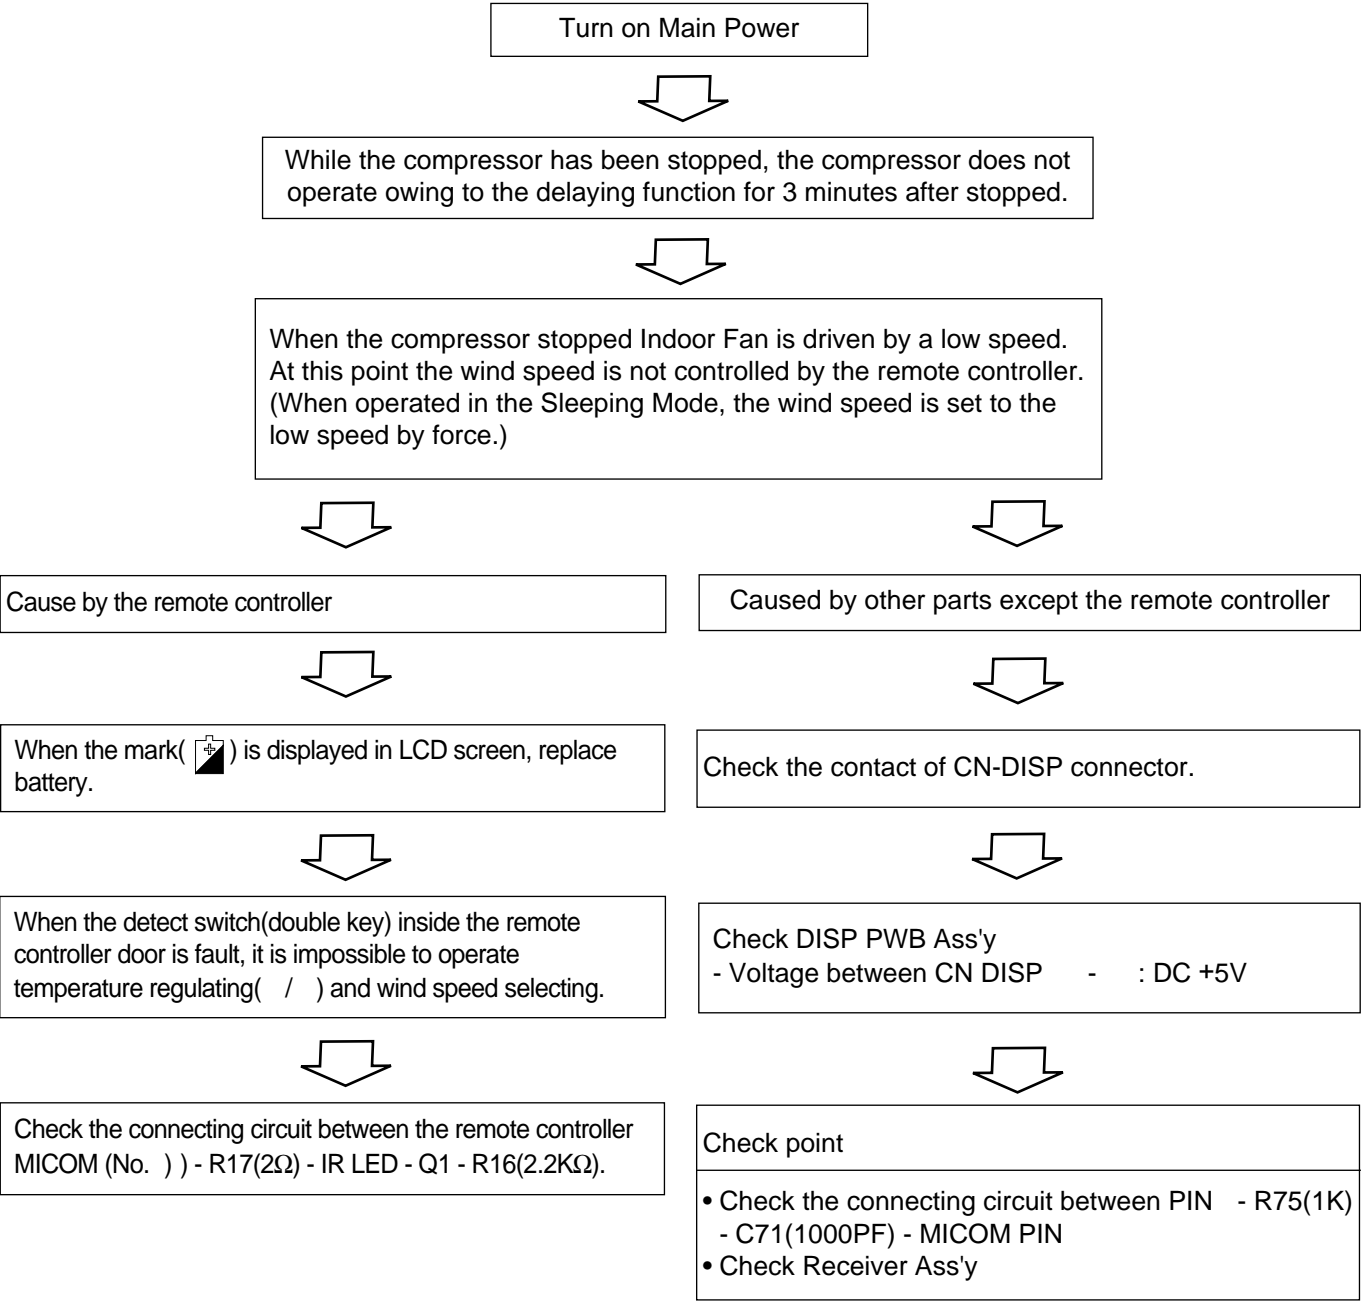 Turn on Main Power
While the compressor has been stopped, the compressor does not
operate owing to the delaying function for 3 minutes after stopped.
When the compressor stopped Indoor Fan is driven by a low speed.
At this point the wind speed is not controlled by the remote controller.
(When operated in the Sleeping Mode, the wind speed is set to the
low speed by force.)
Cause by the remote controller
When the mark( ) is displayed in LCD screen, replace
battery.
When the detect switch(double key) inside the remote
controller door is fault, it is impossible to operate
temperature regulating( / ) and wind speed selecting.
Check the connecting circuit between the remote controller
MICOM (No. ) ) - R17(2Ω) - IR LED - Q1 - R16(2.2KΩ).
Caused by other parts except the remote controller
Check the contact of CN-DISP connector.
Check DISP PWB Ass'y
- Voltage between CN DISP - : DC +5V
Check point
• Check the connecting circuit between PIN - R75(1K)
- C71(1000PF) - MICOM PIN
• Check Receiver Ass'y